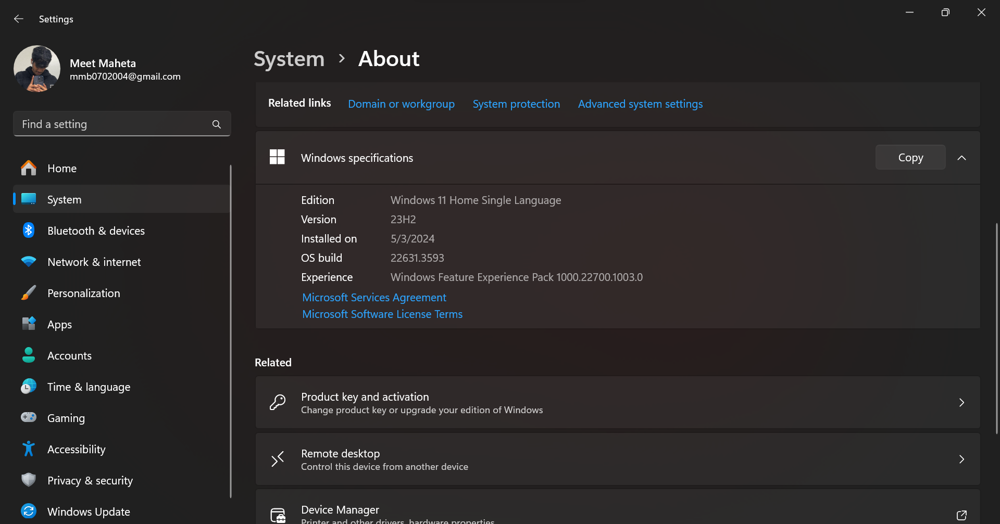 Settings
Meet Maheta
mmb0702004@gmail.com
Find a setting
Home
System
Bluetooth & devices
Network & internet
Personalization
Apps
Accounts
Time & language
Gaming
Accessibility
Privacy & security
Windows Update
System > About
Related links Domain or workgroup System protection Advanced system settings
Windows specifications Copy
Edition Windows 11 Home Single Language
Version 23H2
Installed on 5/3/2024
OS build 22631.3593
Experience Windows Feature Experience Pack 1000.22700.1003.0
Microsoft Services Agreement
Microsoft Software License Terms
Related
Product key and activation
Change product key or upgrade your edition of Windows
Remote desktop
Control this device from another device
Device Manager
Printer and other drivers, hardware properties